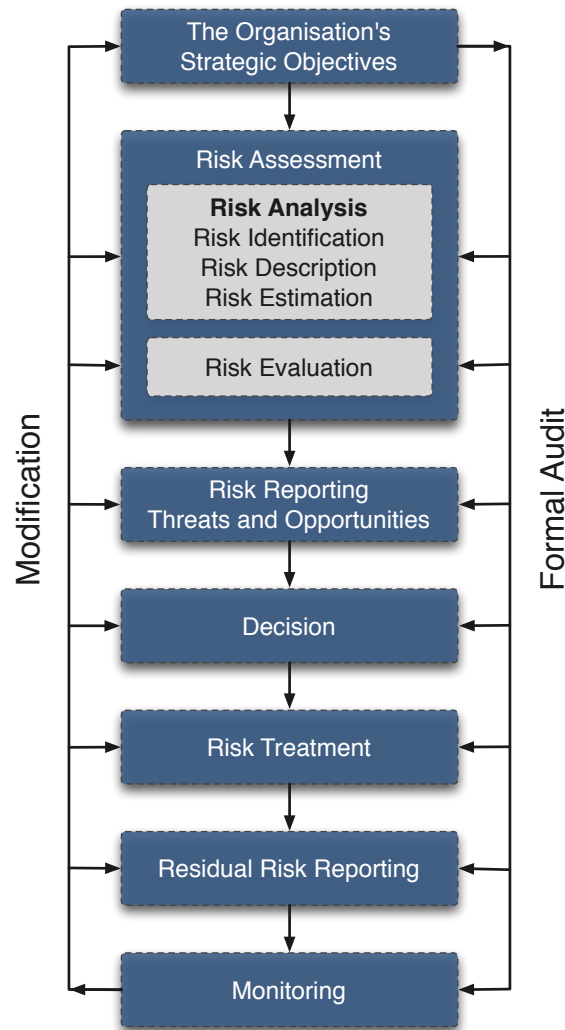 The Organisation's
Strategic Objectives
Risk Assessment
Risk Analysis
Risk Identification
Risk Description
Risk Estimation
Risk Evaluation
Risk Reporting
Threats and Opportunities
Decision
Risk Treatment
Residual Risk Reporting
Monitoring
Modification
Formal Audit